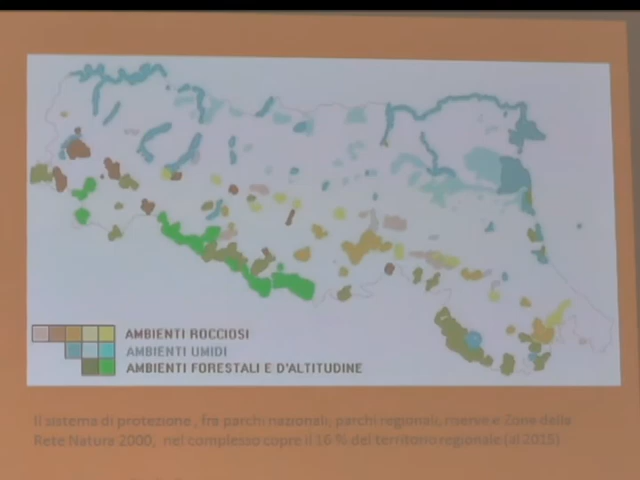 AMBIENTI ROCCIOSI
AMBIENTI UMIDI
AMBIENTI FORESTALI E D'ALTITUDINE
Il sistema di protezione, fra parchi nazionali, parchi regionali, riserve e Zone della
Rete Natura 2000, nel complesso copre il 16 % del territorio regionale (al 2015)